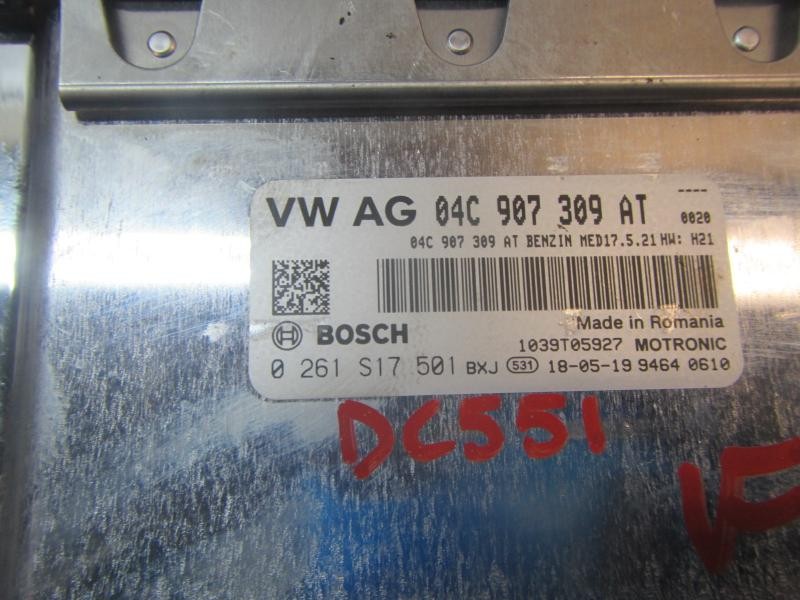 VW AG 04C 907 309 AT 0020
04C 907 309 AT BENZIN MED17.5.21 HW: H21
Made in Romania
BOSCH
1039T05927 MOTRONIC
0 261 S17 501 BXJ 531 18-05-19 9464 0610
DC551